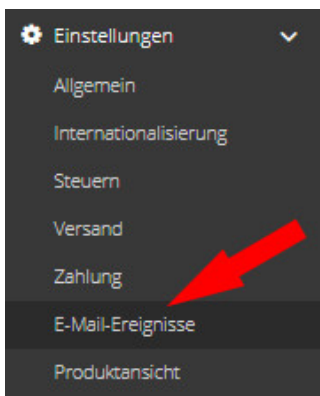 Einstellungen
Allgemein
Internationalisierung
Steuern
Versand
Zahlung
E-Mail-Ereignisse
Produktansicht